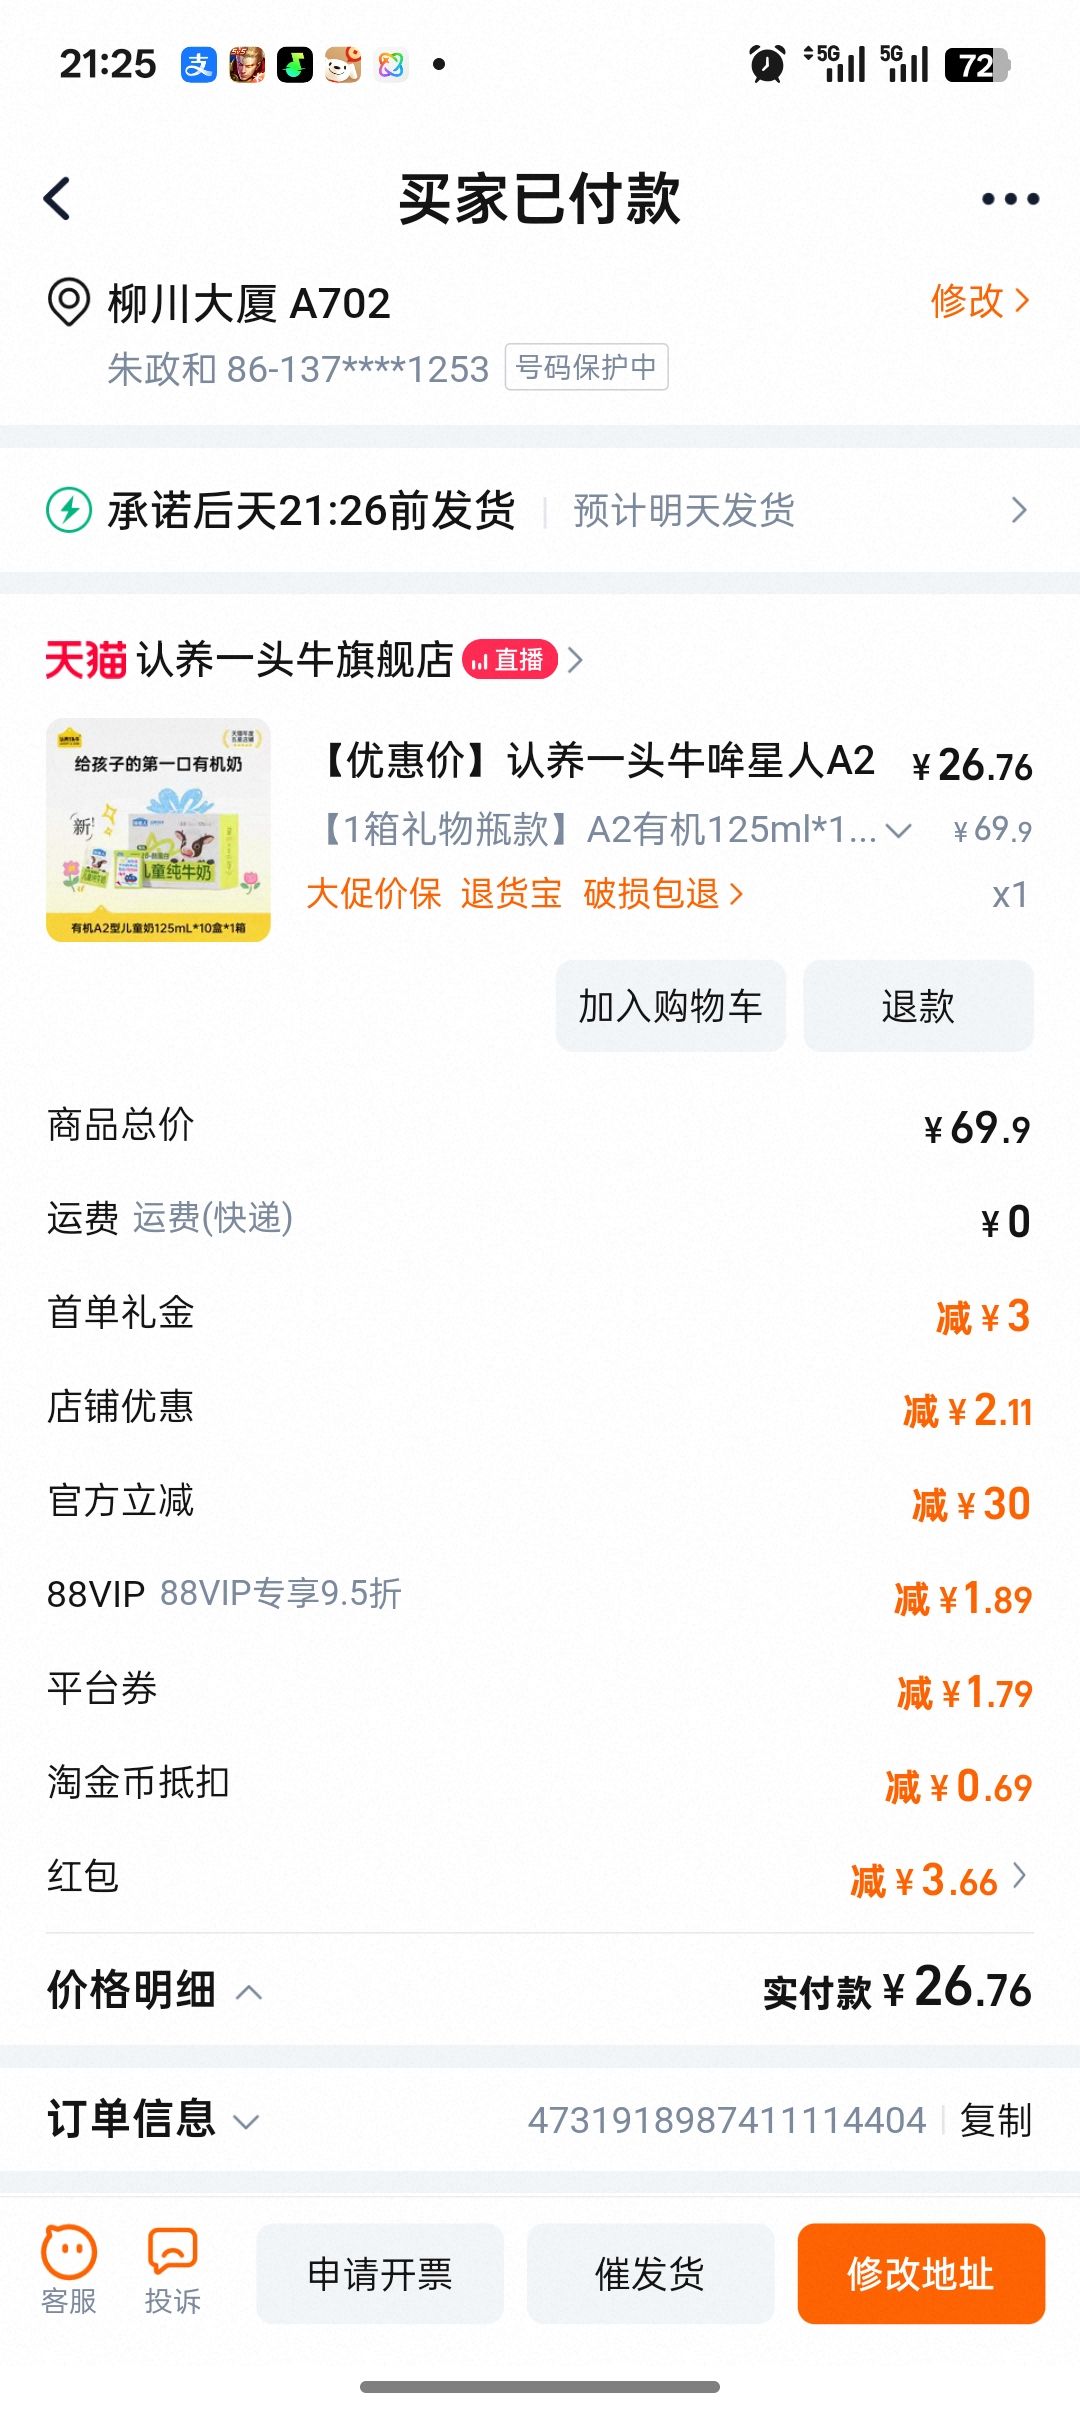 21:25
5G 5G 72
买家已付款
柳川大厦 A702
修改
朱政和 86-137****1253 号码保护中
承诺后天21:26前发货 预计明天发货
天猫 认养一头牛旗舰店 直播
给孩子的第一口有机奶
新!
儿童纯牛奶
有机A2型儿童奶125mL*10盒*1箱
【优惠价】认养一头牛哞星人A2 ¥26.76
【1箱礼物瓶款】A2有机125ml*1... ¥69.9
大促价保 退货宝 破损包退 x1
加入购物车 退款
商品总价 ¥69.9
运费 运费(快递) ¥0
首单礼金 减¥3
店铺优惠 减¥2.11
官方立减 减¥30
88VIP 88VIP专享9.5折 减¥1.89
平台券 减¥1.79
淘金币抵扣 减¥0.69
红包 减¥3.66
价格明细 实付款¥26.76
订单信息 4731918987411114404 复制
客服 投诉 申请开票 催发货 修改地址